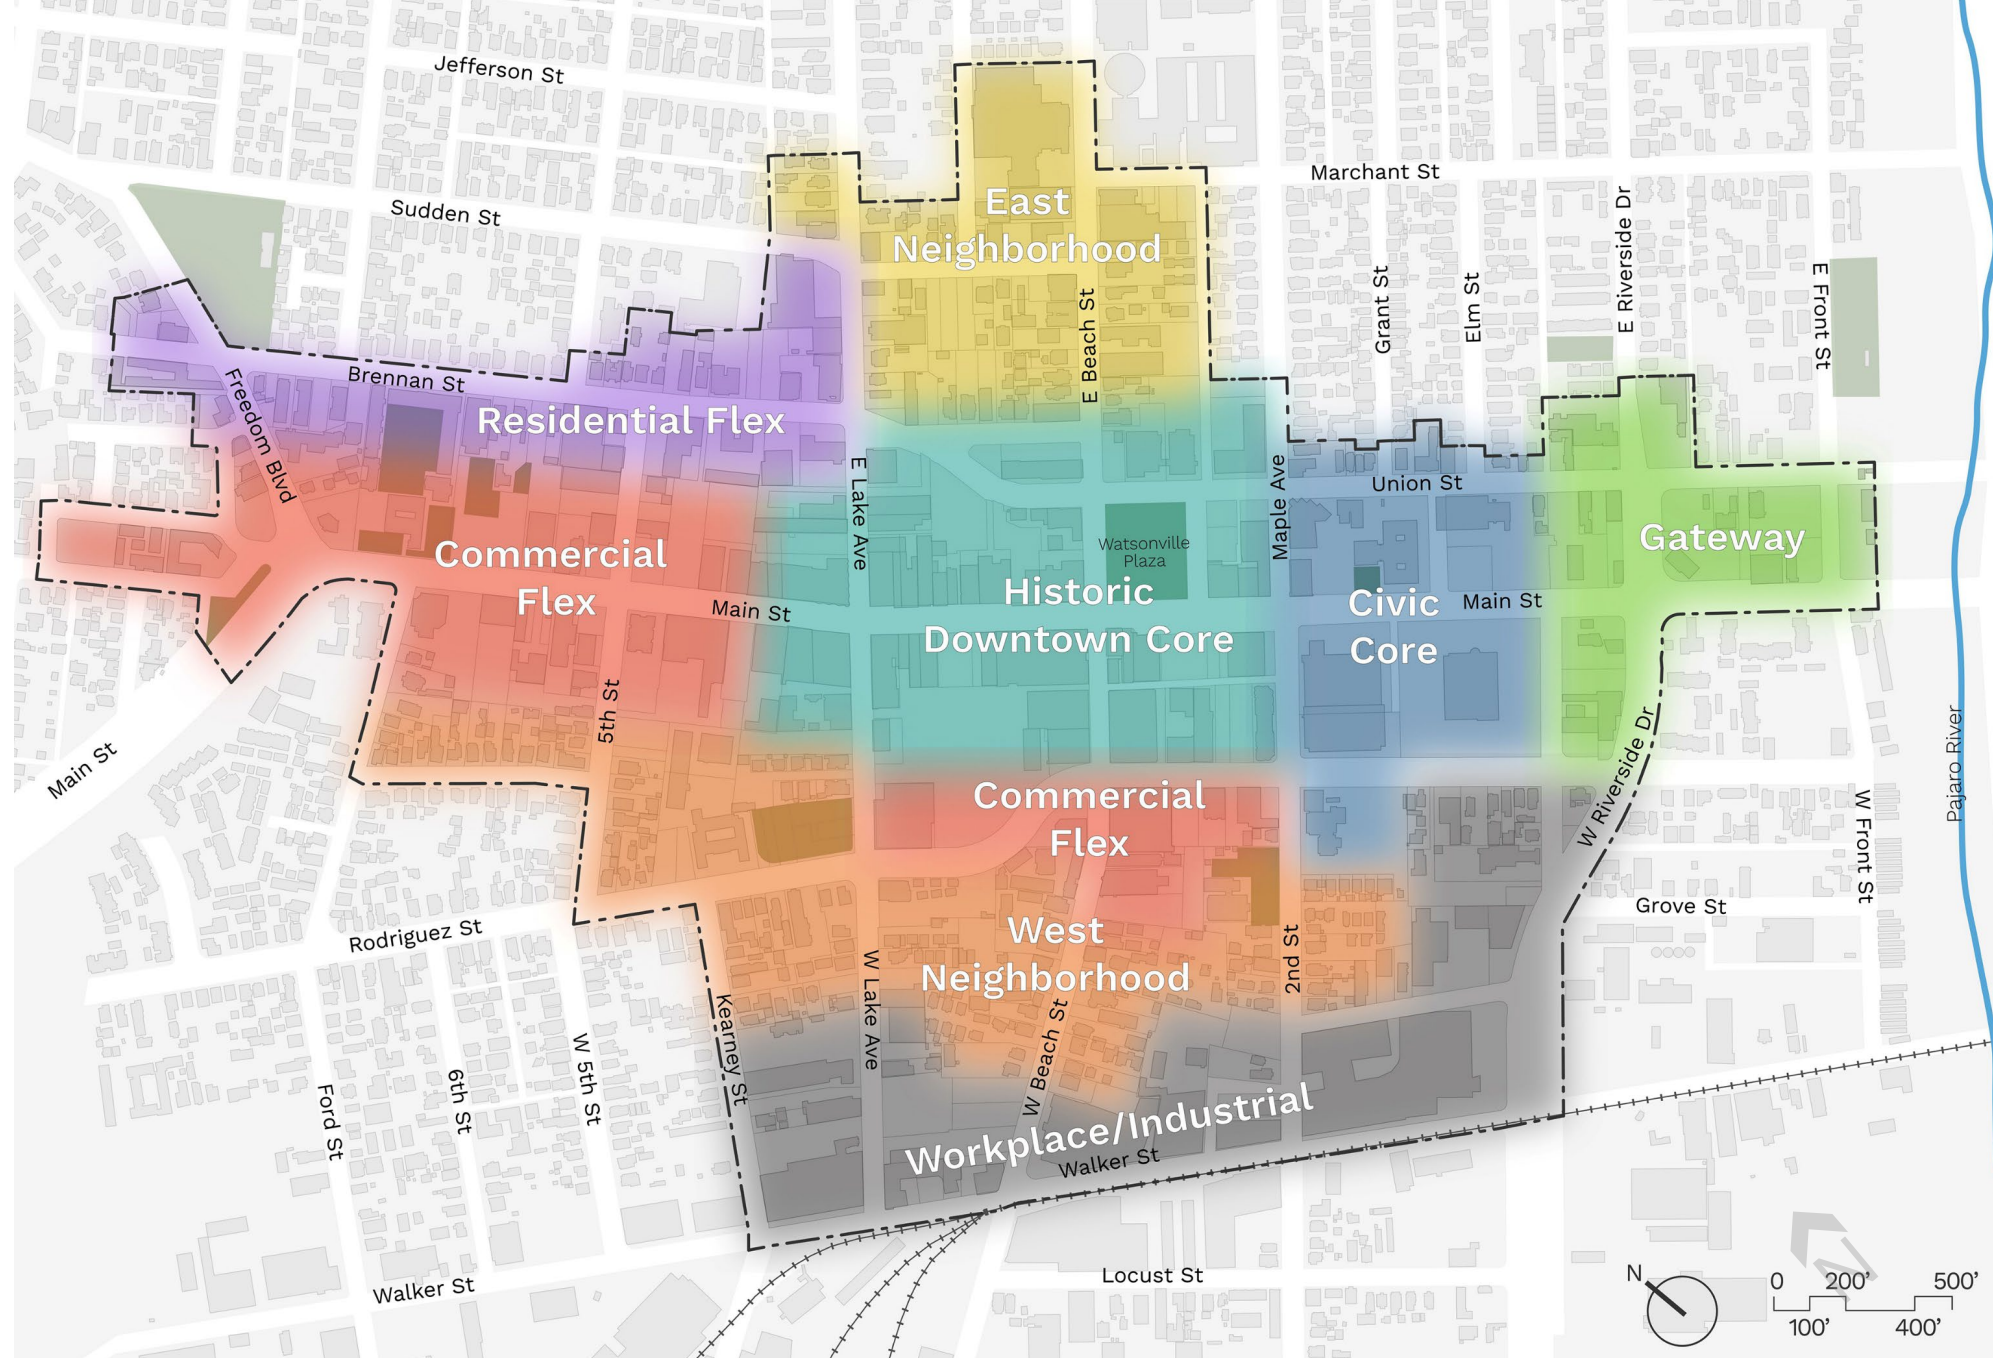 Jefferson St
Marchant St
East
Neighborhood
Sudden St
E Riverside Dr
Grant St
Elm St
E Front St
E Beach St
Brennan St
Freedom Blvd
Residential Flex
E Lake Ave
Maple Ave
Union St
Gateway
Watsonville
Plaza
Commercial
Flex
Main St
Historic
Downtown Core
Civic
Core
Main St
5th St
Main St
Pajaro River
W Riverside Dr
Commercial
Flex
W Front St
Grove St
Rodriguez St
West
Neighborhood
2nd St
Kearney St
W Lake Ave
W Beach St
Ford St
6th St
W 5th St
Workplace/Industrial
Walker St
Walker St
Locust St
N
N
0 200' 500'
100' 400'